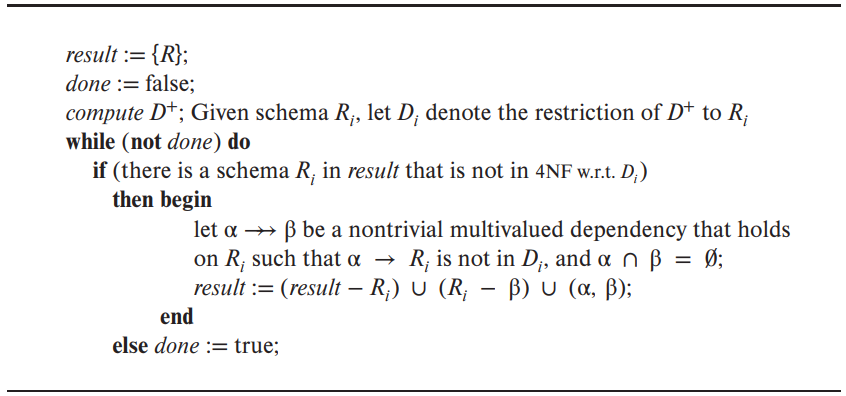 result := {R};
done := false;
compute D⁺; Given schema Rᵢ, let Dᵢ denote the restriction of D⁺ to Rᵢ
while (not done) do
if (there is a schema Rᵢ in result that is not in 4NF w.r.t. Dᵢ)
then begin
let α →→ β be a nontrivial multivalued dependency that holds
on Rᵢ such that α → Rᵢ is not in Dᵢ, and α ∩ β = Ø;
result := (result − Rᵢ) ∪ (Rᵢ − β) ∪ (α, β);
end
else done := true;